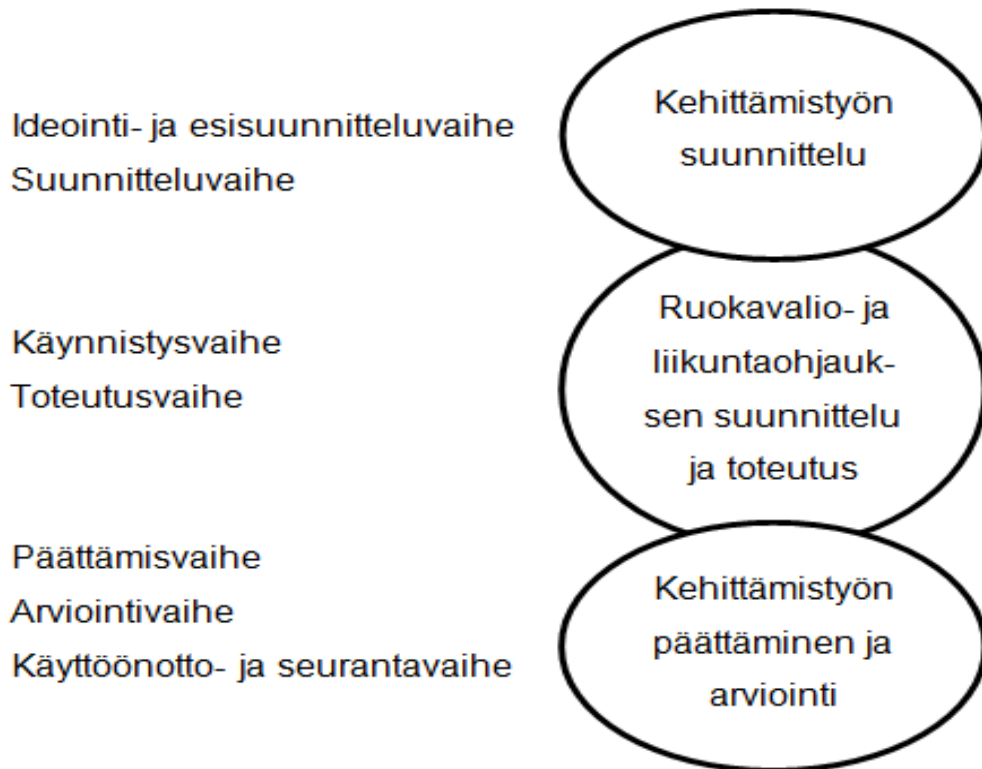 Ideointi- ja esisuunnitteluvaihe
Suunnitteluvaihe
Kehittämistyön
suunnittelu
Käynnistysvaihe
Toteutusvaihe
Ruokavalio- ja
liikuntaohjauk-
sen suunnittelu
ja toteutus
Päättämisvaihe
Arviointivaihe
Käyttöönotto- ja seurantavaihe
Kehittämistyön
päättäminen ja
arviointi